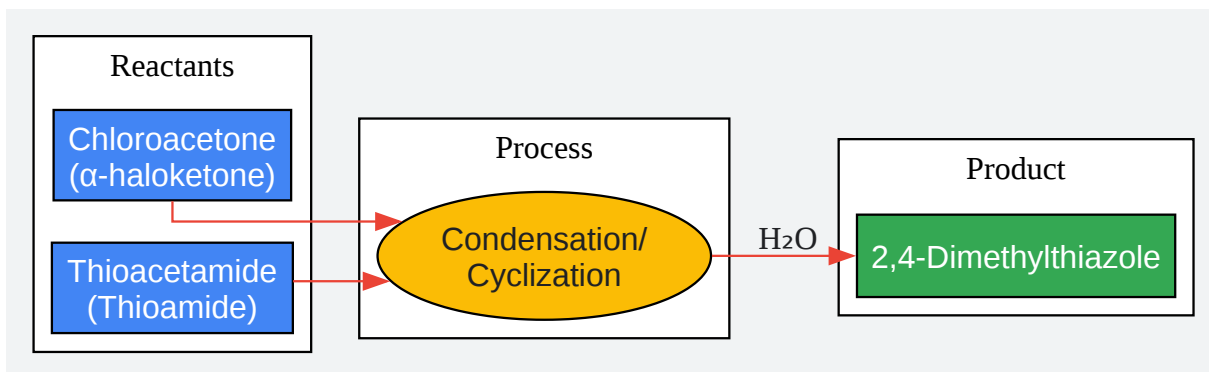 Reactants
Chloroacetone
(α-haloketone)
Thioacetamide
(Thioamide)
Process
Condensation/
Cyclization
H₂O
Product
2,4-Dimethylthiazole